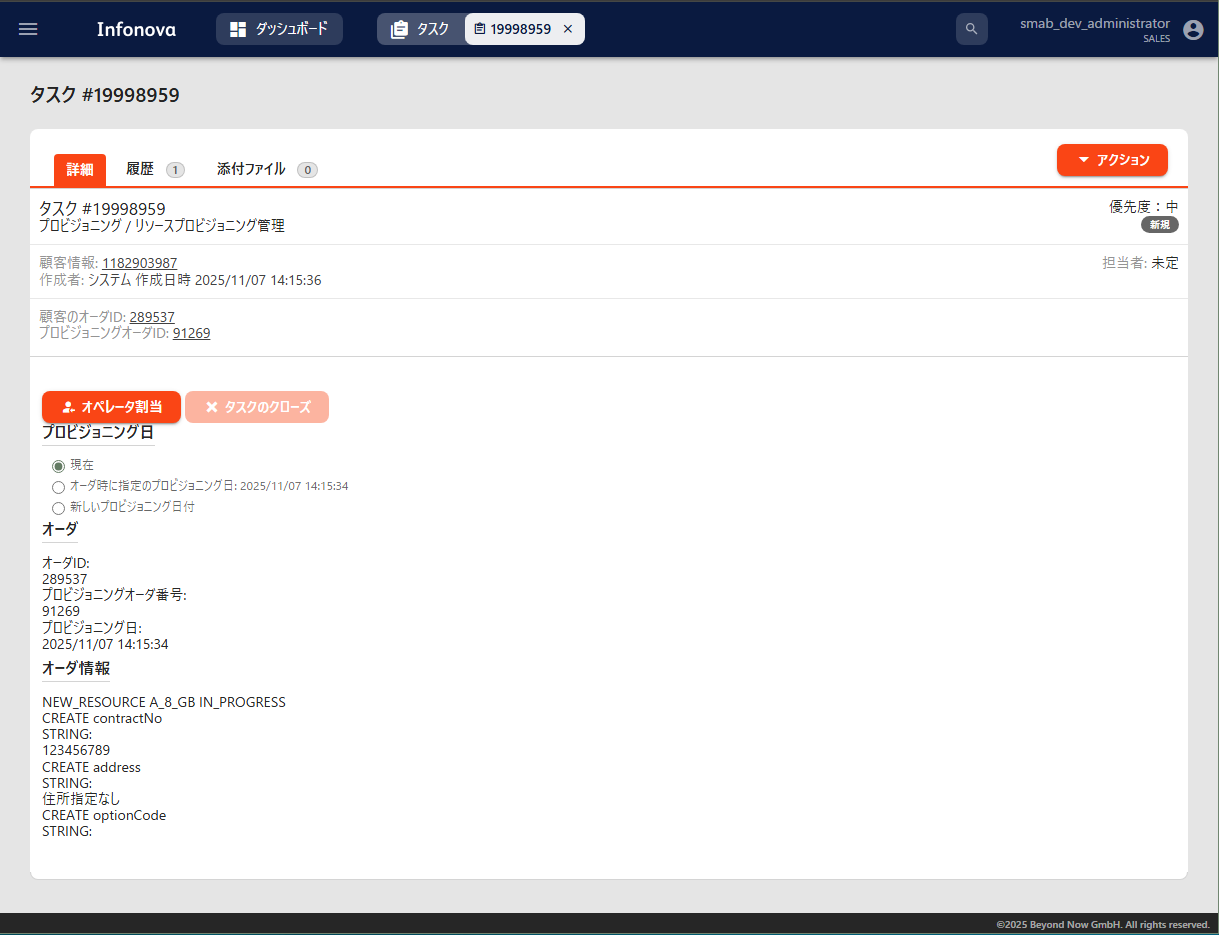 Infonova
ダッシュボード
タスク
19998959 ×
smab_dev_administrator
SALES
タスク #19998959
詳細
履歴 1
添付ファイル 0
アクション
タスク #19998959
優先度：中
プロビジョニング / リソースプロビジョニング管理
新規
顧客情報: 1182903987
担当者: 未定
作成者: システム 作成日時 2025/11/07 14:15:36
顧客のオーダID: 289537
プロビジョニングオーダID: 91269
オペレータ割当
タスクのクローズ
プロビジョニング日
現在
オーダ時に指定のプロビジョニング日: 2025/11/07 14:15:34
新しいプロビジョニング日付
オーダ
オーダID:
289537
プロビジョニングオーダ番号:
91269
プロビジョニング日:
2025/11/07 14:15:34
オーダ情報
NEW_RESOURCE A_8_GB IN_PROGRESS
CREATE contractNo
STRING:
123456789
CREATE address
STRING:
住所指定なし
CREATE optionCode
STRING:
©2025 Beyond Now GmbH. All rights reserved.